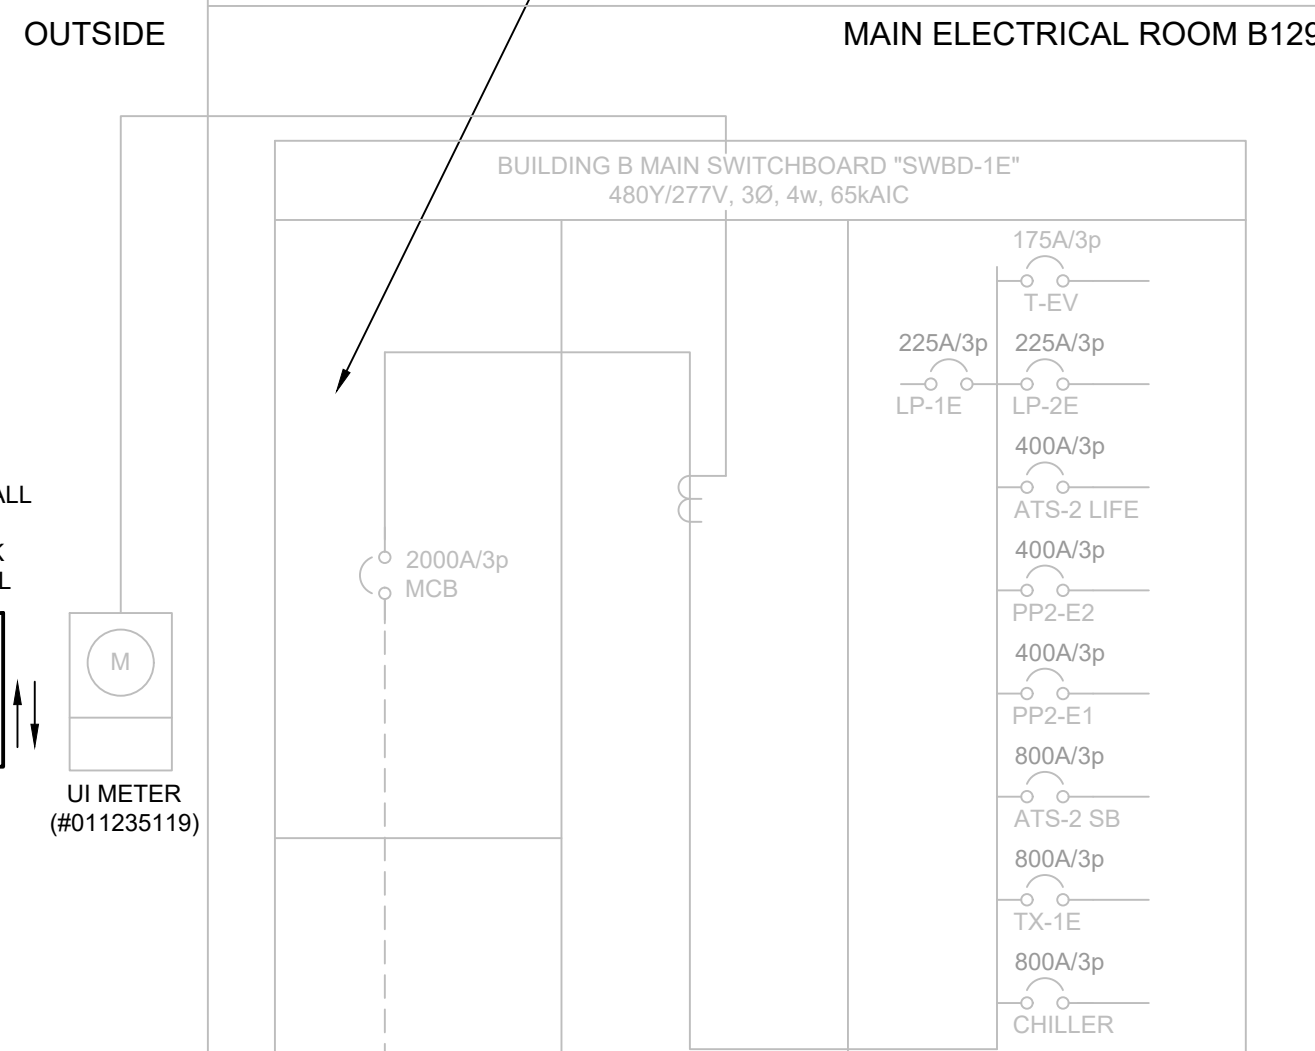 OUTSIDE
MAIN ELECTRICAL ROOM B129
BUILDING B MAIN SWITCHBOARD "SWBD-1E"
480Y/277V, 3Ø, 4w, 65kAIC
175A/3p
T-EV
225A/3p
LP-1E
225A/3p
LP-2E
400A/3p
ATS-2 LIFE
400A/3p
PP2-E2
400A/3p
PP2-E1
800A/3p
ATS-2 SB
800A/3p
TX-1E
800A/3p
CHILLER
2000A/3p
MCB
M
UI METER
(#011235119)